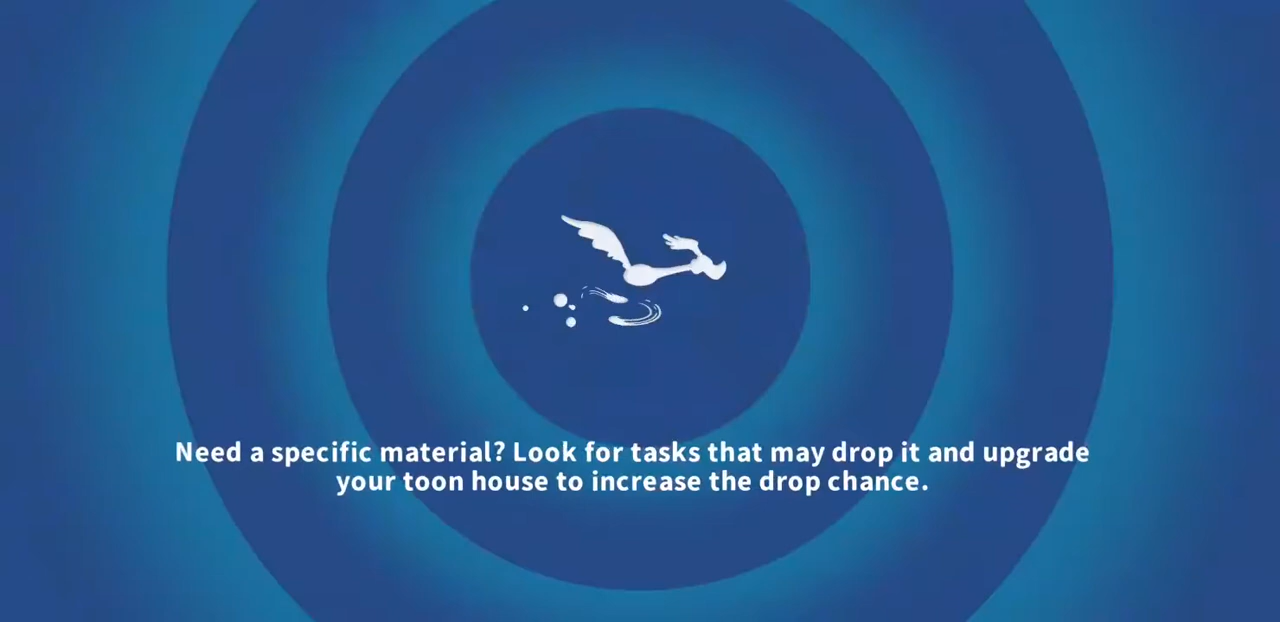 Need a specific material? Look for tasks that may drop it and upgrade
your toon house to increase the drop chance.